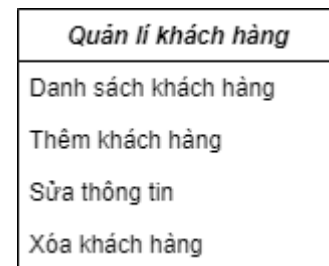 Quản lí khách hàng
Danh sách khách hàng
Thêm khách hàng
Sửa thông tin
Xóa khách hàng